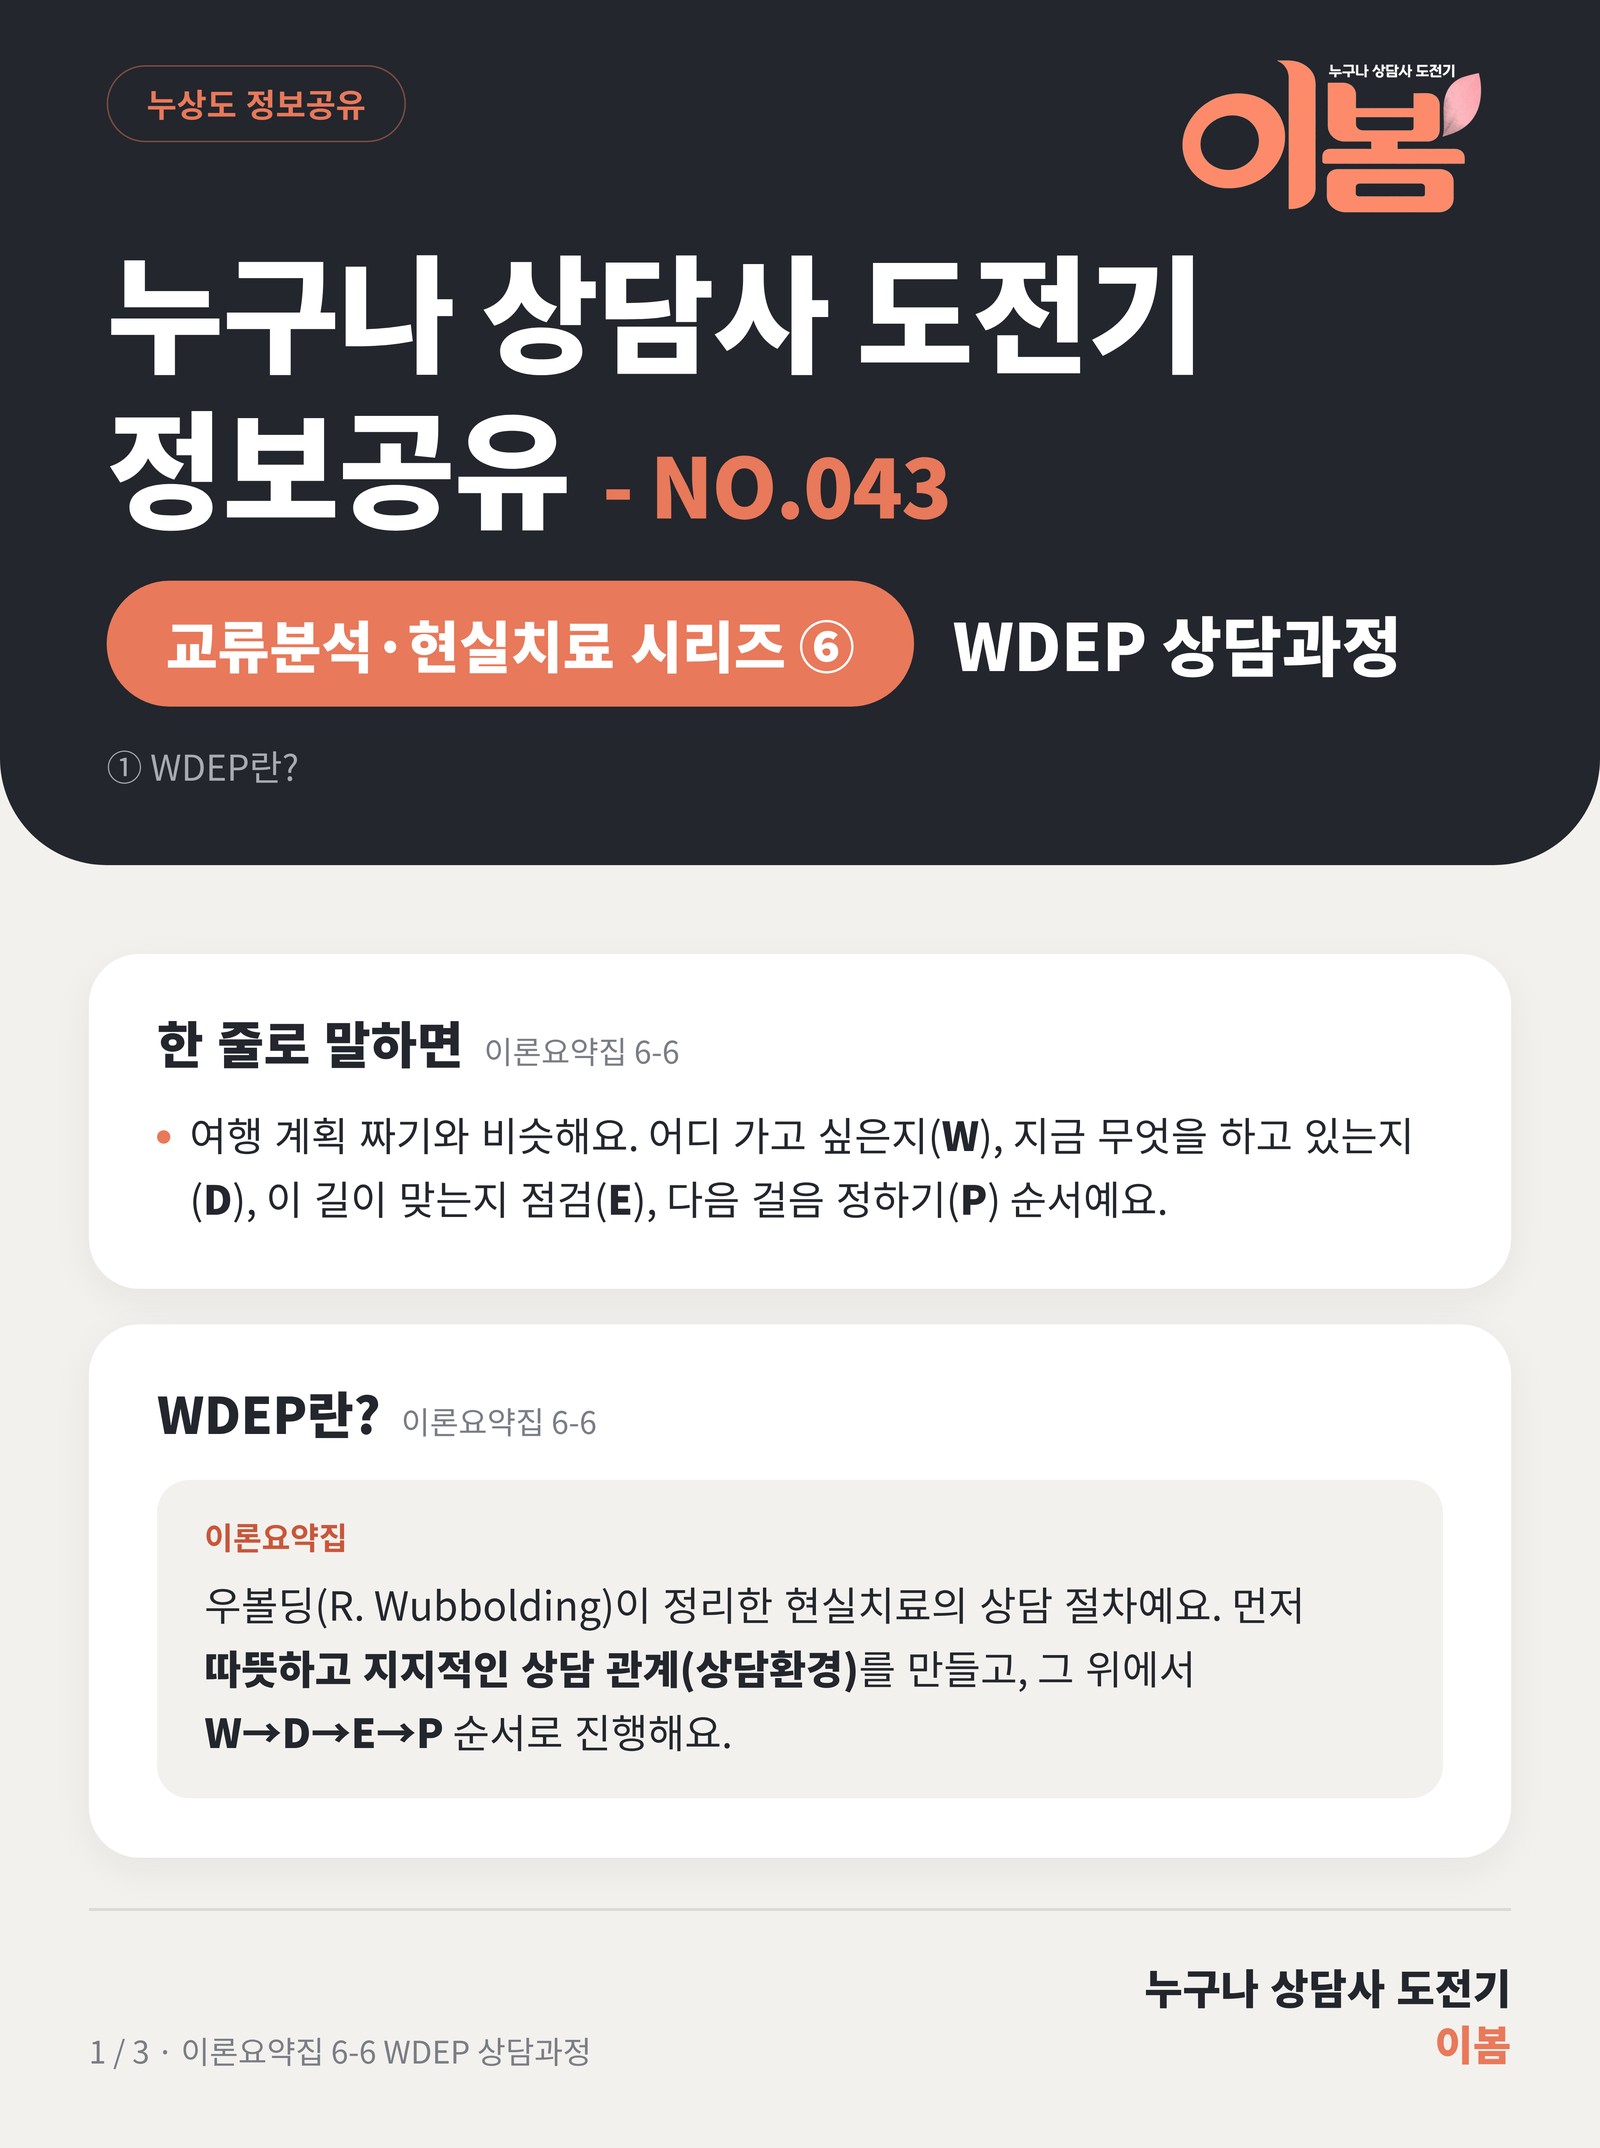 누상도 정보공유
누구나 상담사 도전기
이봄
누구나 상담사 도전기
정보공유 - NO.043
교류분석·현실치료 시리즈 ⑥ WDEP 상담과정
① WDEP란?
한 줄로 말하면 이론요약집 6-6
• 여행 계획 짜기와 비슷해요. 어디 가고 싶은지(W), 지금 무엇을 하고 있는지
(D), 이 길이 맞는지 점검(E), 다음 걸음 정하기(P) 순서예요.
WDEP란? 이론요약집 6-6
이론요약집
우볼딩(R. Wubbolding)이 정리한 현실치료의 상담 절차예요. 먼저
따뜻하고 지지적인 상담 관계(상담환경)를 만들고, 그 위에서
W→D→E→P 순서로 진행해요.
누구나 상담사 도전기
1 / 3 · 이론요약집 6-6 WDEP 상담과정
이봄